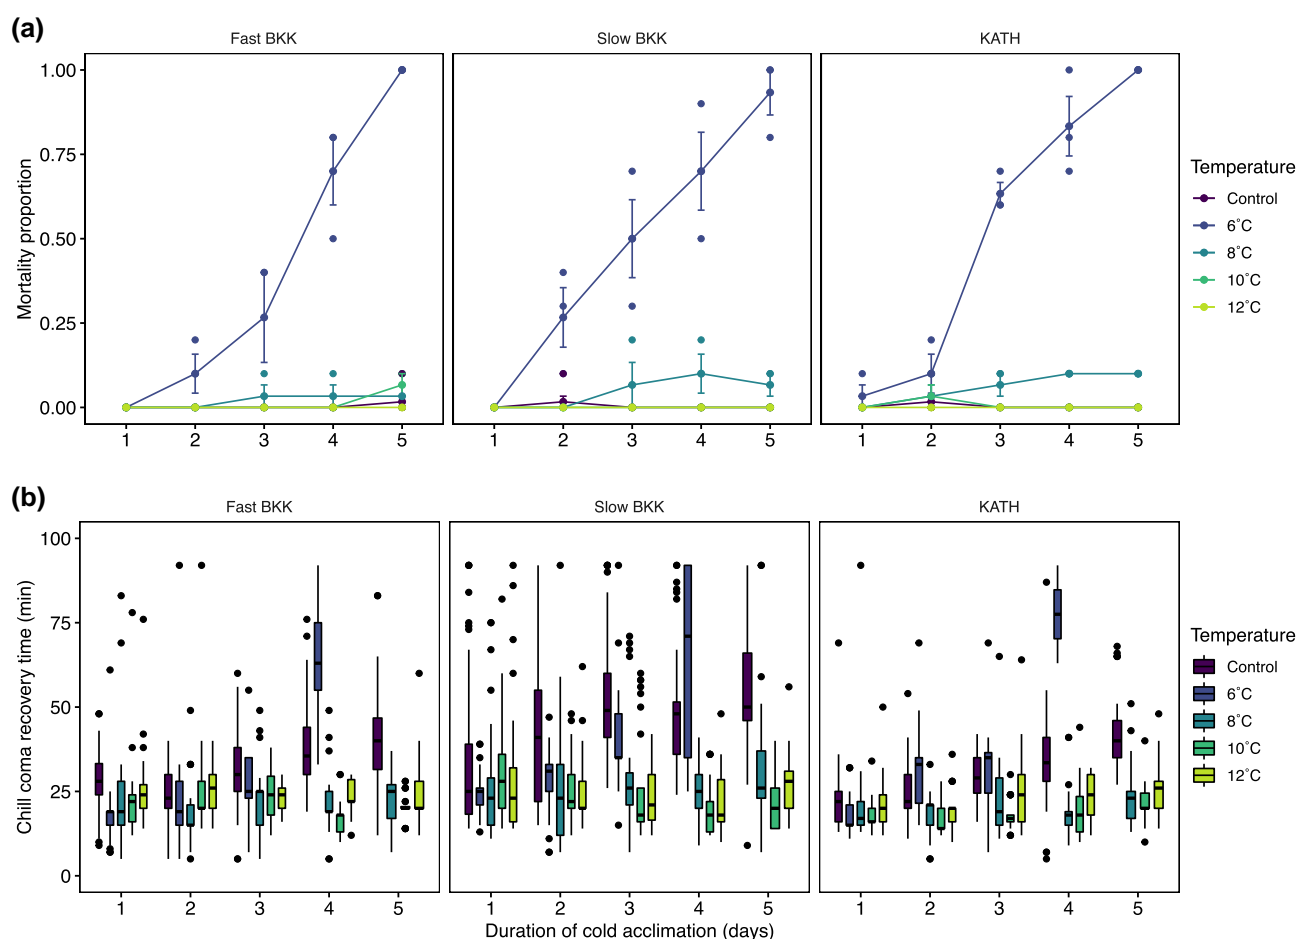 (a)
Fast BKK Slow BKK KATH
Mortality proportion
1.00
0.75
0.50
0.25
0.00
1 2 3 4 5 1 2 3 4 5 1 2 3 4 5
Temperature
Control
6°C
8°C
10°C
12°C
(b)
Fast BKK Slow BKK KATH
Chill coma recovery time (min)
100
75
50
25
0
1 2 3 4 5 1 2 3 4 5 1 2 3 4 5
Duration of cold acclimation (days)
Temperature
Control
6°C
8°C
10°C
12°C